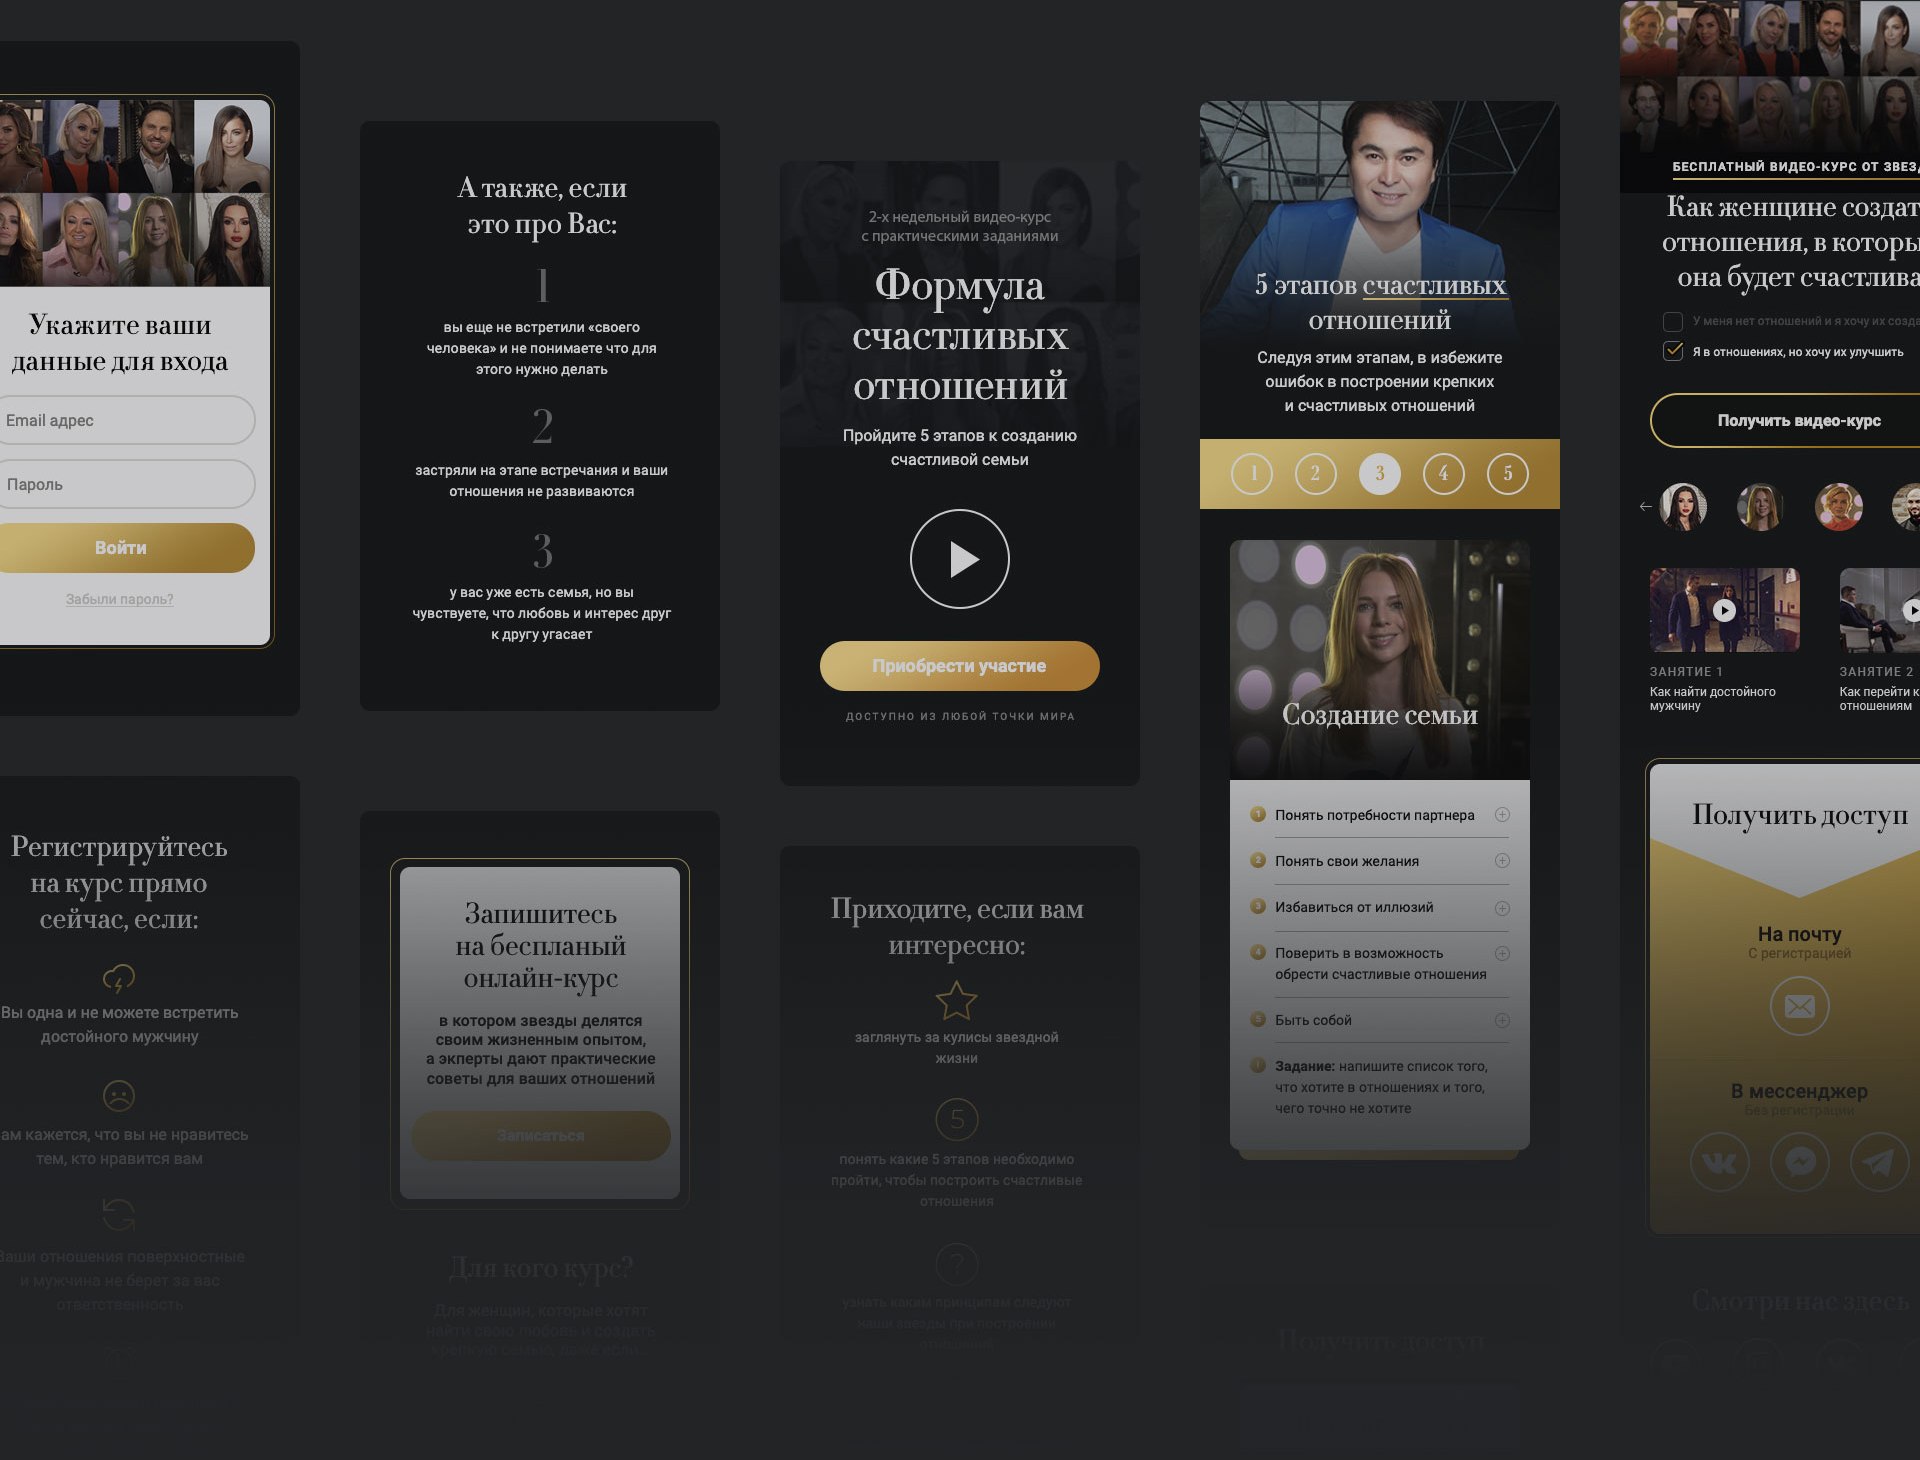 Укажите ваши
данные для входа
Email адрес
Пароль
Войти
Забыли пароль?
Регистрируйтесь
на курс прямо
сейчас, если:
Вы одна и не можете встретить
достойного мужчину
ам кажется, что вы не нравитесь
тем, кто нравится вам
Ваши отношения поверхностные
и мужчина не берет за вас
ответственность
А также, если
это про Вас:
1
вы еще не встретили «своего
человека» и не понимаете что для
этого нужно делать
2
застряли на этапе встречания и ваши
отношения не развиваются
3
у вас уже есть семья, но вы
чувствуете, что любовь и интерес друг
к другу угасает
Запишитесь
на беспланый
онлайн-курс
в котором звезды делятся
своим жизненным опытом,
а экперты дают практические
советы для ваших отношений
Записаться
Для кого курс?
Для женщин, которые хотят
найти свою любовь и создать
крепкую семью, даже если...
2-х недельный видео-курс
с практическими заданиями
Формула
счастливых
отношений
Пройдите 5 этапов к созданию
счастливой семьи
Приобрести участие
ДОСТУПНО ИЗ ЛЮБОЙ ТОЧКИ МИРА
Приходите, если вам
интересно:
заглянуть за кулисы звездной
жизни
5
понять какие 5 этапов необходимо
пройти, чтобы построить счастливые
отношения
?
узнать каким принципам следуют
наши звезды при построении
отношений
5 этапов счастливых
отношений
Следуя этим этапам, в избежите
ошибок в построении крепких
и счастливых отношений
1 2 3 4 5
Создание семьи
1 Понять потребности партнера
2 Понять свои желания
3 Избавиться от иллюзий
4 Поверить в возможность
обрести счастливые отношения
5 Быть собой
Задание: напишите список того,
что хотите в отношениях и того,
чего точно не хотите
Получить доступ
БЕСПЛАТНЫЙ ВИДЕО-КУРС ОТ ЗВЕЗД
Как женщине создат
отношения, в которы
она будет счастлива
У меня нет отношений и я хочу их созда
Я в отношениях, но хочу их улучшить
Получить видео-курс
ЗАНЯТИЕ 1
Как найти достойного
мужчину
ЗАНЯТИЕ 2
Как перейти к
отношениям
Получить доступ
На почту
С регистрацией
В мессенджер
Без регистрации
Смотри нас здесь